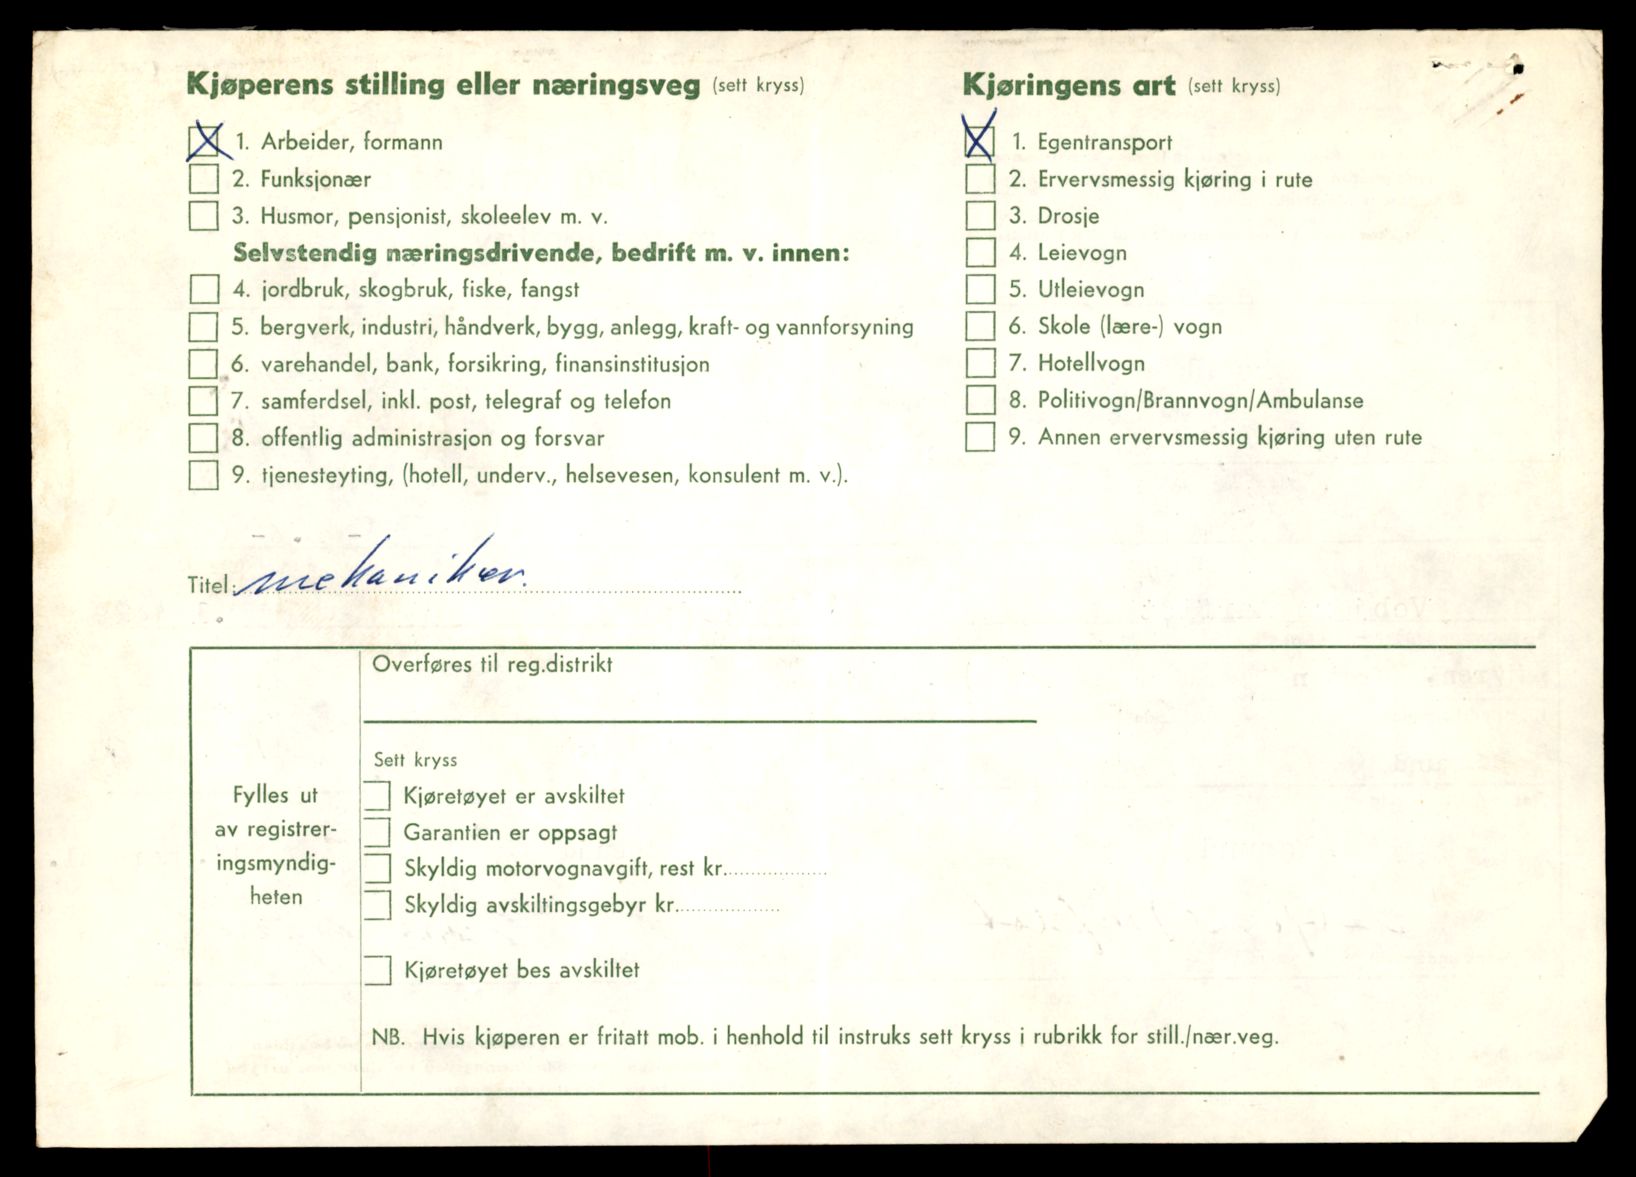 Kjøperens stilling eller næringsveg (sett kryss)
1. Arbeider, formann
2. Funksjonær
3. Husmor, pensjonist, skoleelev m. v.
Selvstendig næringsdrivende, bedrift m. v. innen:
4. jordbruk, skogbruk, fiske, fangst
5. bergverk, industri, håndverk, bygg, anlegg, kraft- og vannforsyning
6. varehandel, bank, forsikring, finansinstitusjon
7. samferdsel, inkl. post, telegraf og telefon
8. offentlig administrasjon og forsvar
9. tjenesteyting, (hotell, underv., helsevesen, konsulent m. v.).
Kjøringens art (sett kryss)
1. Egentransport
2. Ervervsmessig kjøring i rute
3. Drosje
4. Leievogn
5. Utleievogn
6. Skole (lære-) vogn
7. Hotellvogn
8. Politivogn/Brannvogn/Ambulanse
9. Annen ervervsmessig kjøring uten rute
Titel: mekaniker.
Fylles ut
av registrer-
ingsmyndig-
heten
Overføres til reg.distrikt
Sett kryss
Kjøretøyet er avskiltet
Garantien er oppsagt
Skyldig motorvognavgift, rest kr.
Skyldig avskiltingsgebyr kr.
Kjøretøyet bes avskiltet
NB. Hvis kjøperen er fritatt mob. i henhold til instruks sett kryss i rubrikk for still./nær.veg.